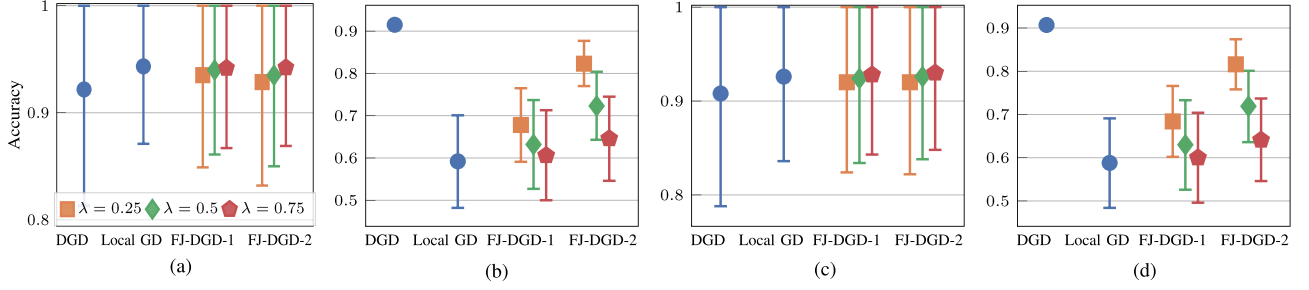 Accuracy
1
0.9
0.8
λ = 0.25 λ = 0.5 λ = 0.75
DGD Local GD FJ-DGD-1 FJ-DGD-2
(a)
0.9
0.8
0.7
0.6
0.5
DGD Local GD FJ-DGD-1 FJ-DGD-2
(b)
1
0.9
0.8
DGD Local GD FJ-DGD-1 FJ-DGD-2
(c)
0.9
0.8
0.7
0.6
0.5
DGD Local GD FJ-DGD-1 FJ-DGD-2
(d)